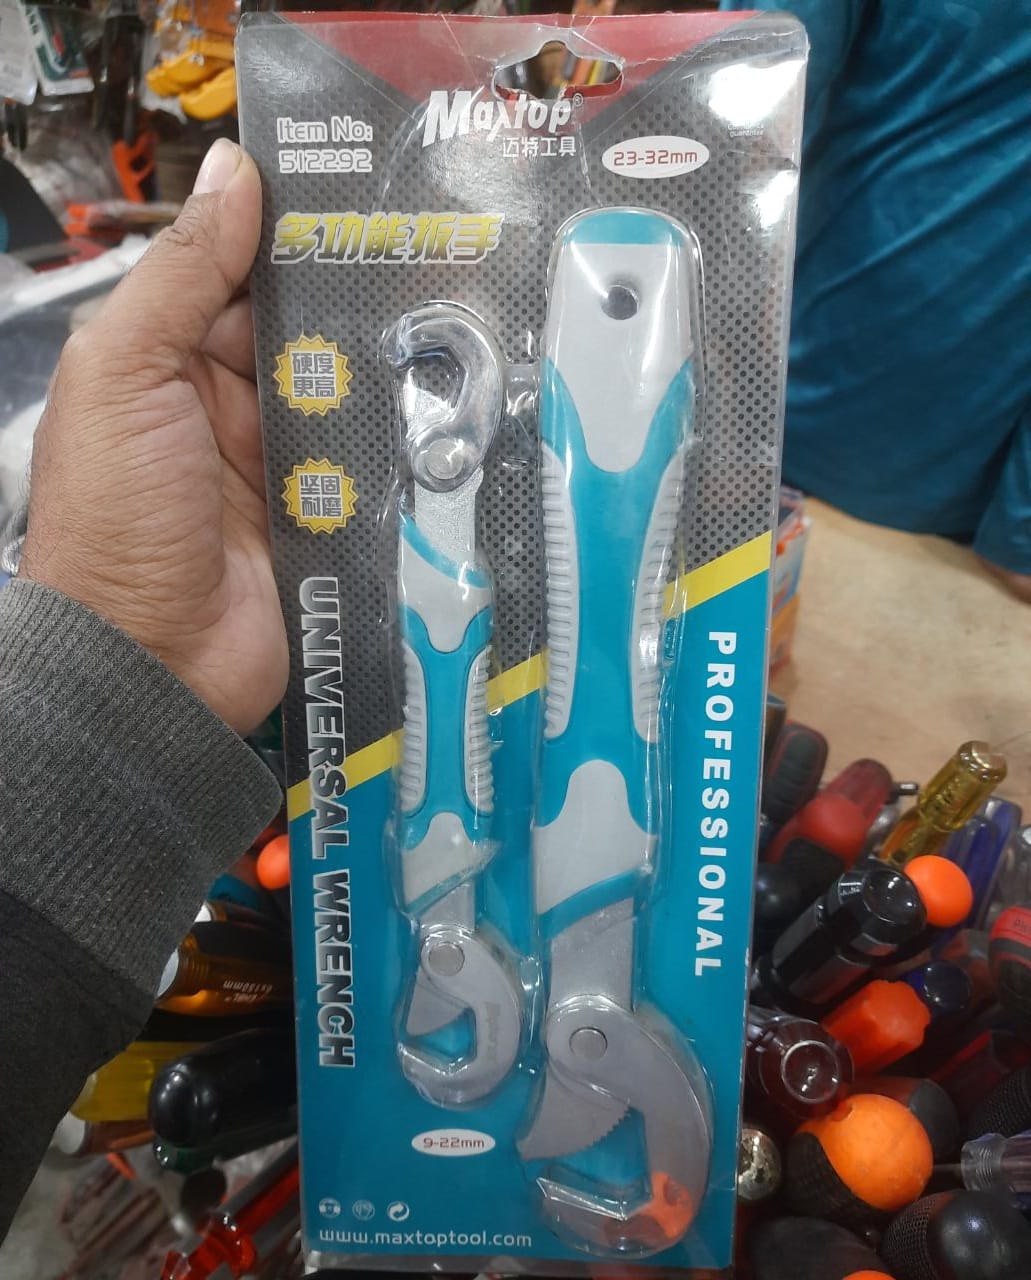 Maxtop®
迈特工具
Item No:
512292
23-32mm
多功能扳手
硬度
更高
坚固
耐磨
UNIVERSAL WRENCH
PROFESSIONAL
9-22mm
www.maxtoptool.com
6x150mm